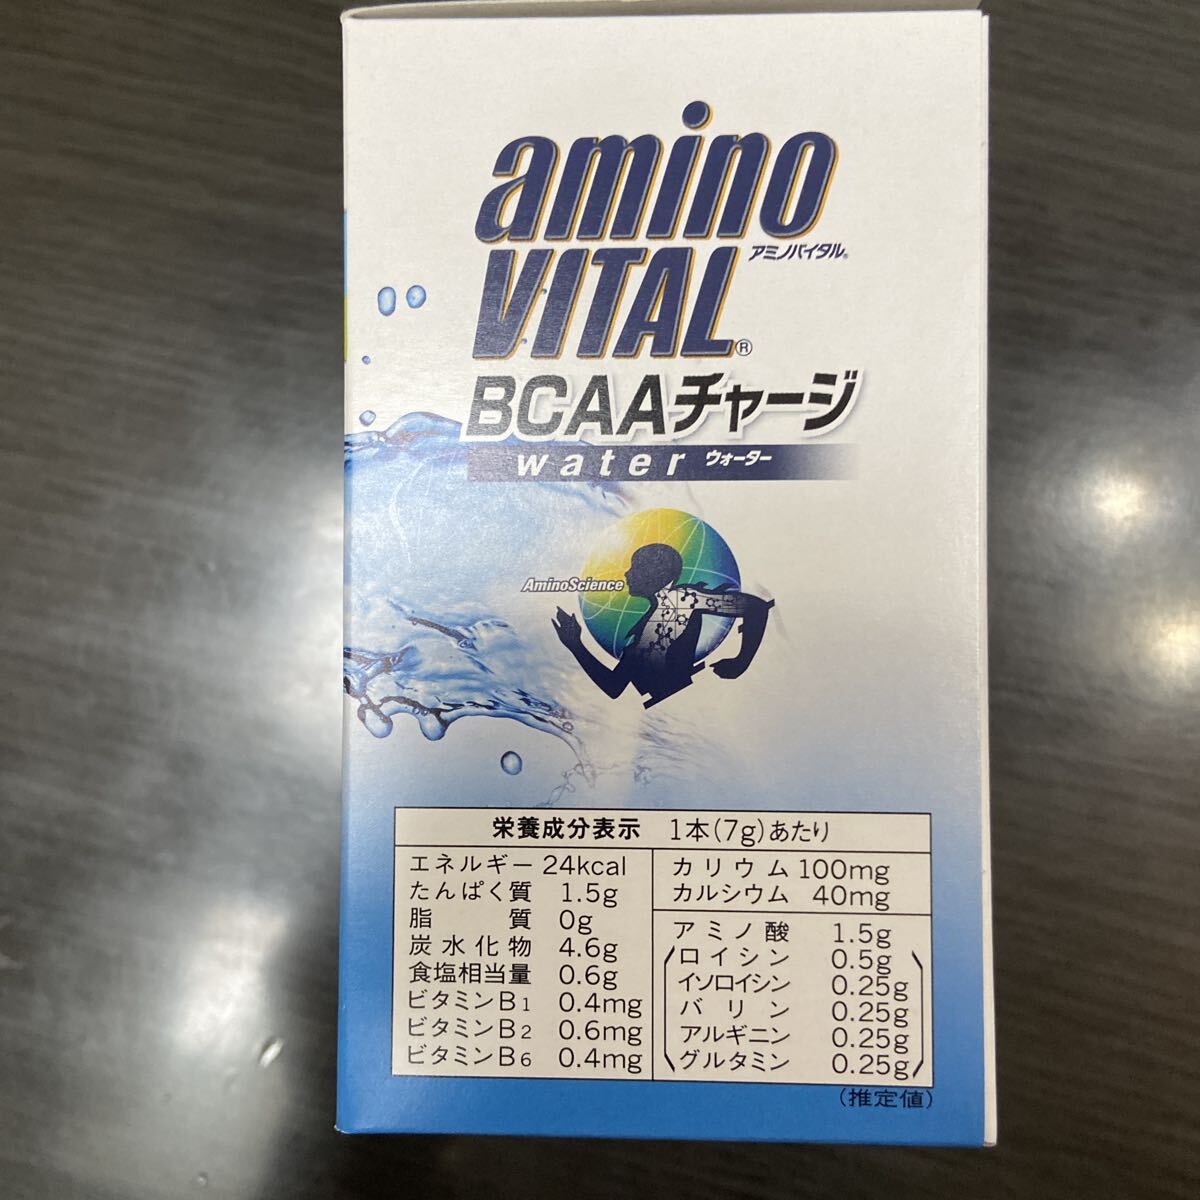 amino
VITAL®
アミノバイタル®
BCAAチャージ
water ウォーター
AminoScience
栄養成分表示 1本(7g)あたり
エネルギー 24kcal
たんぱく質 1.5g
脂質 0g
炭水化物 4.6g
食塩相当量 0.6g
ビタミンB1 0.4mg
ビタミンB2 0.6mg
ビタミンB6 0.4mg
カリウム 100mg
カルシウム 40mg
アミノ酸 1.5g
ロイシン 0.5g
イソロイシン 0.25g
バリン 0.25g
アルギニン 0.25g
グルタミン 0.25g
(推定値)